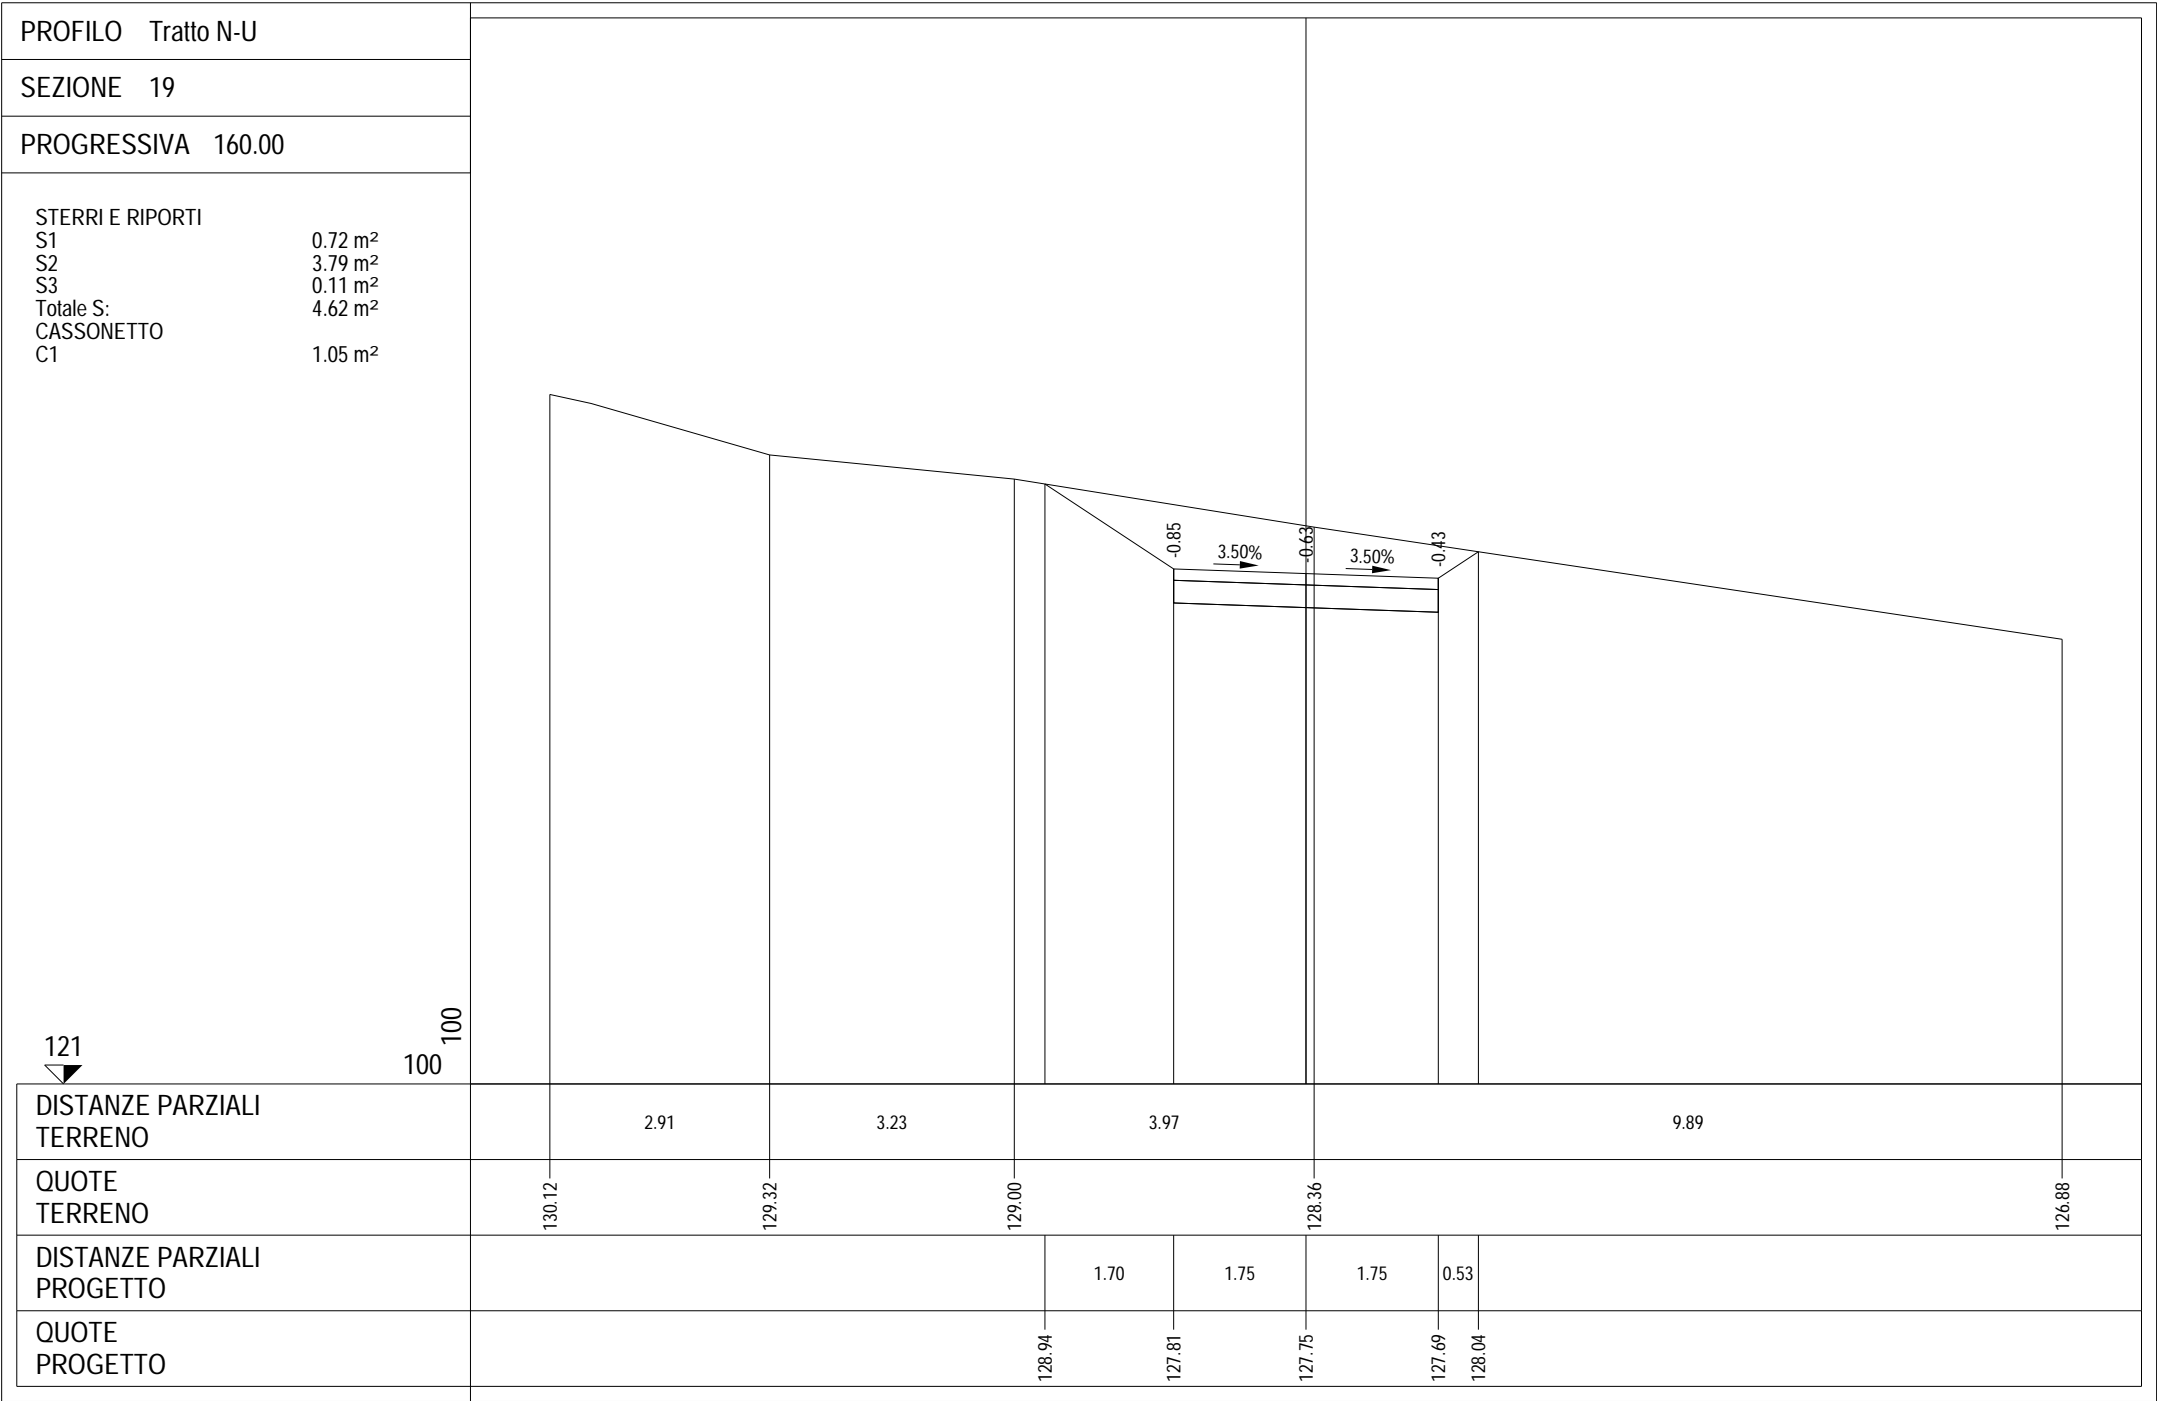 PROFILO Tratto N-U
SEZIONE 19
PROGRESSIVA 160.00
STERRI E RIPORTI
S1 0.72 m²
S2 3.79 m²
S3 0.11 m²
Totale S: 4.62 m²
CASSONETTO
C1 1.05 m²
-0.85
3.50%
-0.63
3.50%
-0.43
121
100
100
DISTANZE PARZIALI
TERRENO
2.91 3.23 3.97 9.89
QUOTE
TERRENO
130.12 129.32 129.00 128.36 126.88
DISTANZE PARZIALI
PROGETTO
1.70 1.75 1.75 0.53
QUOTE
PROGETTO
128.94 127.81 127.75 127.69 128.04